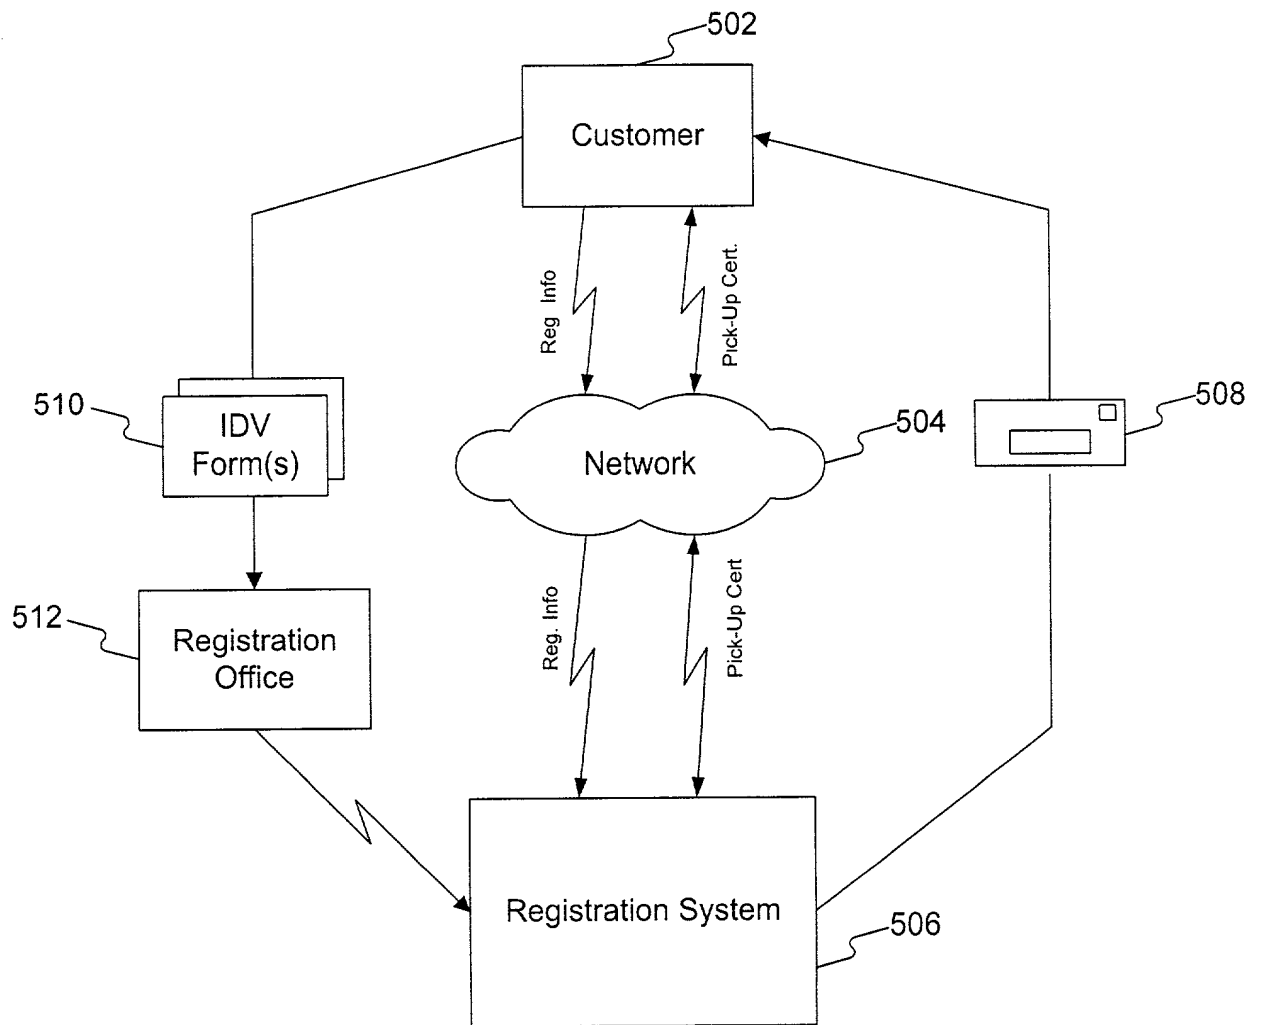 502
Customer
Reg Info
Pick-Up Cert.
510
IDV
Form(s)
504
Network
508
512
Registration
Office
Reg. Info
Pick-Up Cert
Registration System
506